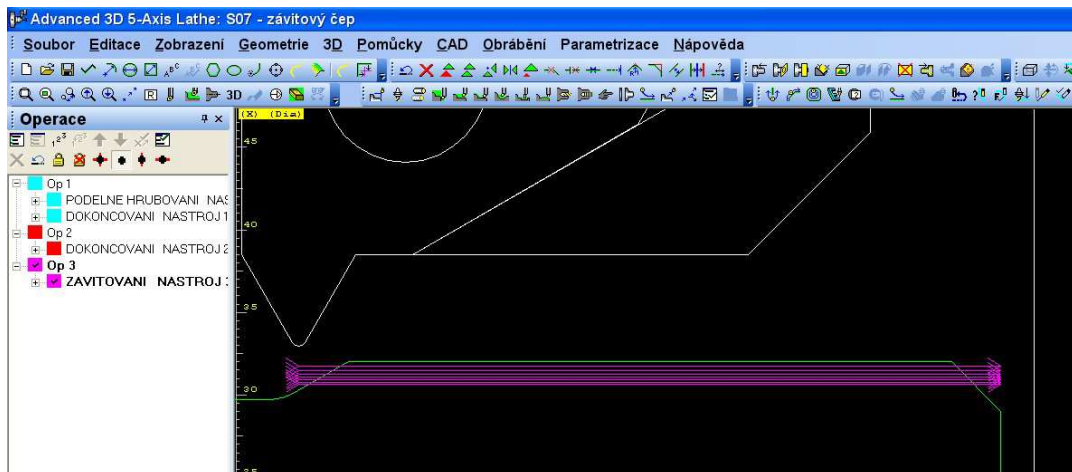 Advanced 3D 5-Axis Lathe: S07 - závitový čep
Soubor Editace Zobrazení Geometrie 3D Pomůcky CAD Obrábění Parametrizace Nápověda
3D
Operace
(X) (Dia)
Op 1
PODELNE HRUBOVANI NAS
DOKONCOVANI NASTROJ 1
Op 2
DOKONCOVANI NASTROJ 2
Op 3
ZAVITOVANI NASTROJ 3
45
40
35
30